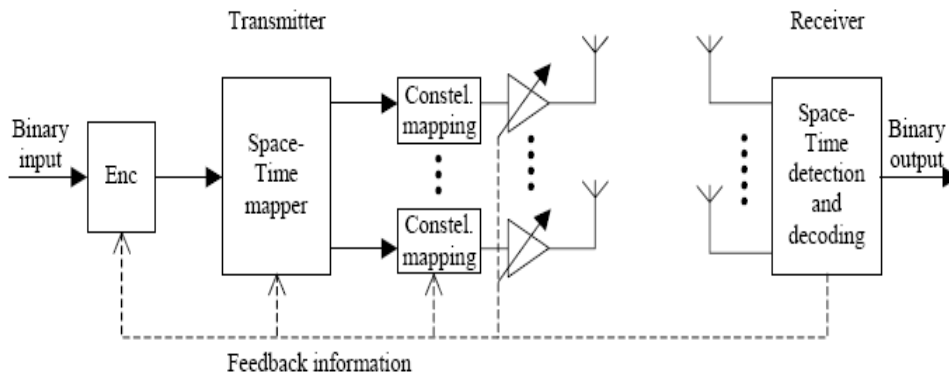 Transmitter
Receiver
Binary
input
Enc
Space-
Time
mapper
Constel.
mapping
Constel.
mapping
Space-
Time
detection
and
decoding
Binary
output
Feedback information